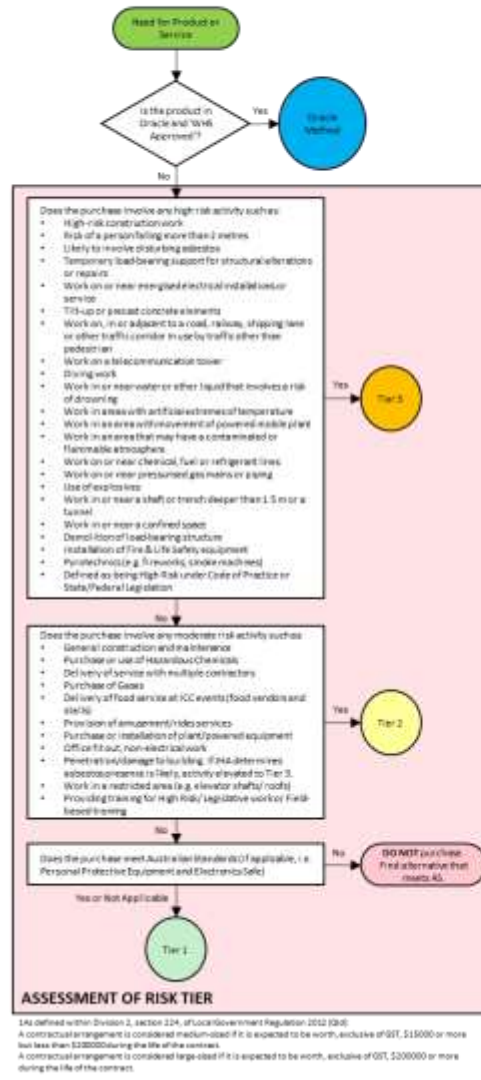 Need for Product or
Service
Is the product in
Oracle and 'WHS
Approved'?
Yes
Oracle
Method
No
Does the purchase involve any high risk activity such as:
• High-risk construction work
• Risk of a person falling more than 2 metres
• Likely to involve disturbing asbestos
• Temporary load-bearing support for structural alterations
or repairs
• Work on or near energised electrical installations or
service
• Tilt-up or precast concrete elements
• Work on, in or adjacent to a road, railway, shipping lane
or other traffic corridor in use by traffic other than
pedestrian
• Work on a telecommunication tower
• Diving work
• Work in or near water or other liquid that involves a risk
of drowning
• Work in areas with artificial extremes of temperature
• Work in an area with movement of powered mobile plant
• Work in an area that may have a contaminated or
flammable atmosphere
• Work on or near chemical, fuel or refrigerant lines
• Work on or near pressurised gas mains or piping
• Use of explosives
• Work in or near a shaft or trench deeper than 1.5 m or a
tunnel
• Work in or near a confined space
• Demolition of load-bearing structure
• Installation of Fire & Life Safety equipment
• Pyrotechnics (e.g. fireworks, smoke machines)
• Defined as being High Risk under Code of Practice or
State/Federal Legislation
Yes
Tier 3
No
Does the purchase involve any moderate risk activity such as:
• General construction and maintenance
• Purchase or use of Hazardous Chemicals
• Delivery of service with multiple contractors
• Purchase of Gases
• Delivery of food service at ICC events (food vendors and
stalls)
• Provision of amusement/rides services
• Purchase or installation of plant/powered equipment
• Office fit out, non-electrical work
• Penetration/damage to building. If JHA determines
asbestos presence is likely, activity elevated to Tier 3.
• Work in a restricted area (e.g. elevator shafts/ roofs)
• Providing training for High Risk/ Legislative work or Field-
based training
Yes
Tier 2
No
Does the purchase meet Australian Standards (if applicable, i.e.
Personal Protective Equipment and Electronics Safe)
No
DO NOT purchase
Find alternative that
meets AS.
Yes or Not Applicable
Tier 1
ASSESSMENT OF RISK TIER
1As defined within Division 2, section 224, of Local Government Regulation 2012 (Qld)
A contractual arrangement is considered medium-sized if it is expected to be worth, exclusive of GST, $15000 or more
but less than $200000 during the life of the contract.
A contractual arrangement is considered large-sized if it is expected to be worth, exclusive of GST, $200000 or more
during the life of the contract.